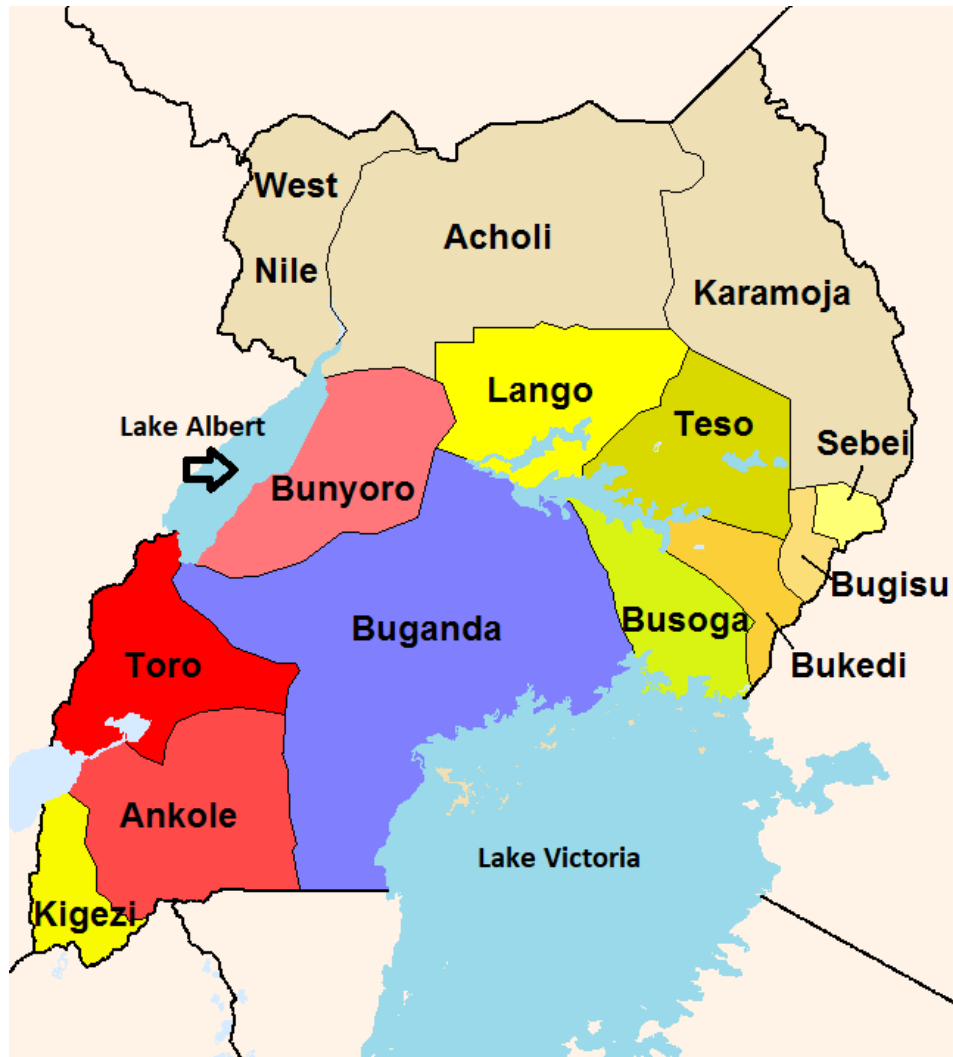 West
Nile
Acholi
Karamoja
Lango
Teso
Lake Albert
Sebei
Bunyoro
Bugisu
Buganda
Busoga
Toro
Bukedi
Ankole
Lake Victoria
Kigezi